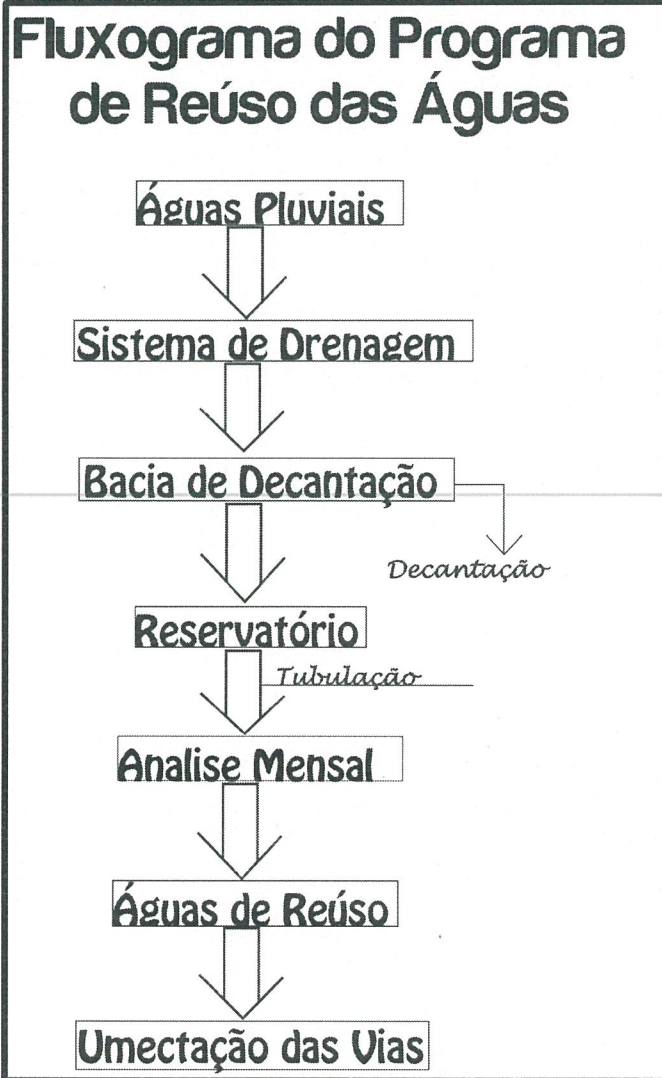 Fluxograma do Programa
de Reúso das Águas
Águas Pluviais
Sistema de Drenagem
Bacia de Decantação
Decantação
Reservatório
Tubulação
Analise Mensal
Águas de Reúso
Umectação das Vias